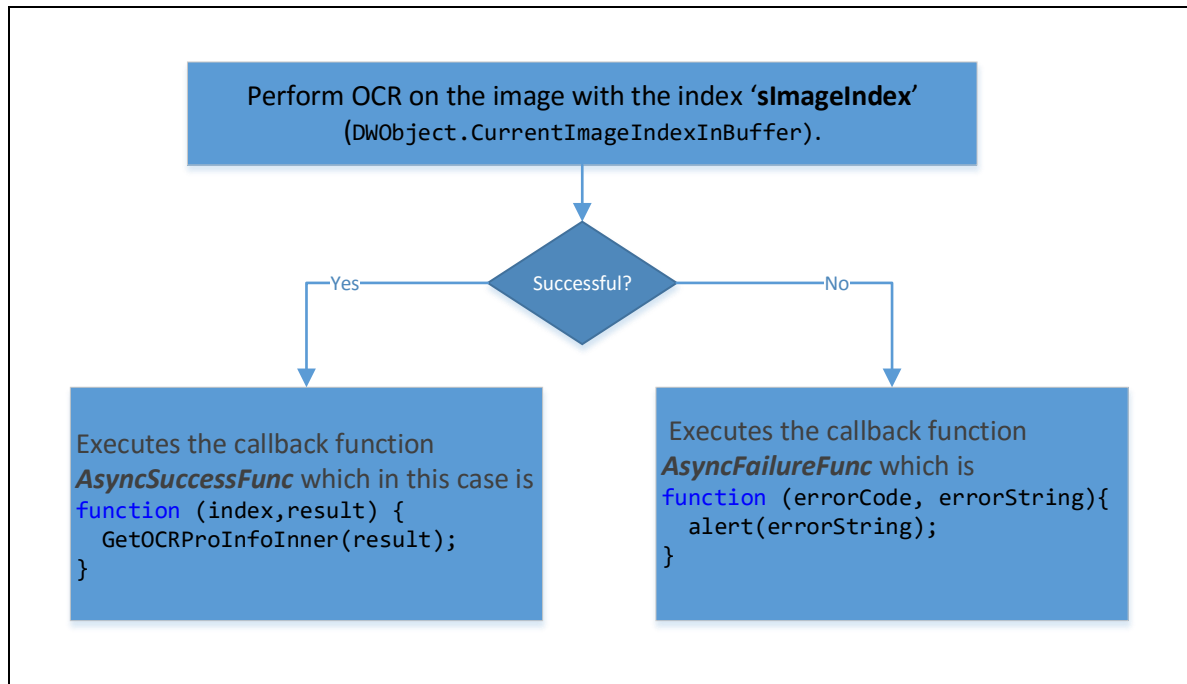 Perform OCR on the image with the index ‘sImageIndex’
(DWObject.CurrentImageIndexInBuffer).
Successful?
Yes
No
Executes the callback function
AsyncSuccessFunc which in this case is
function (index,result) {
  GetOCRProInfoInner(result);
}
Executes the callback function
AsyncFailureFunc which is
function (errorCode, errorString){
  alert(errorString);
}